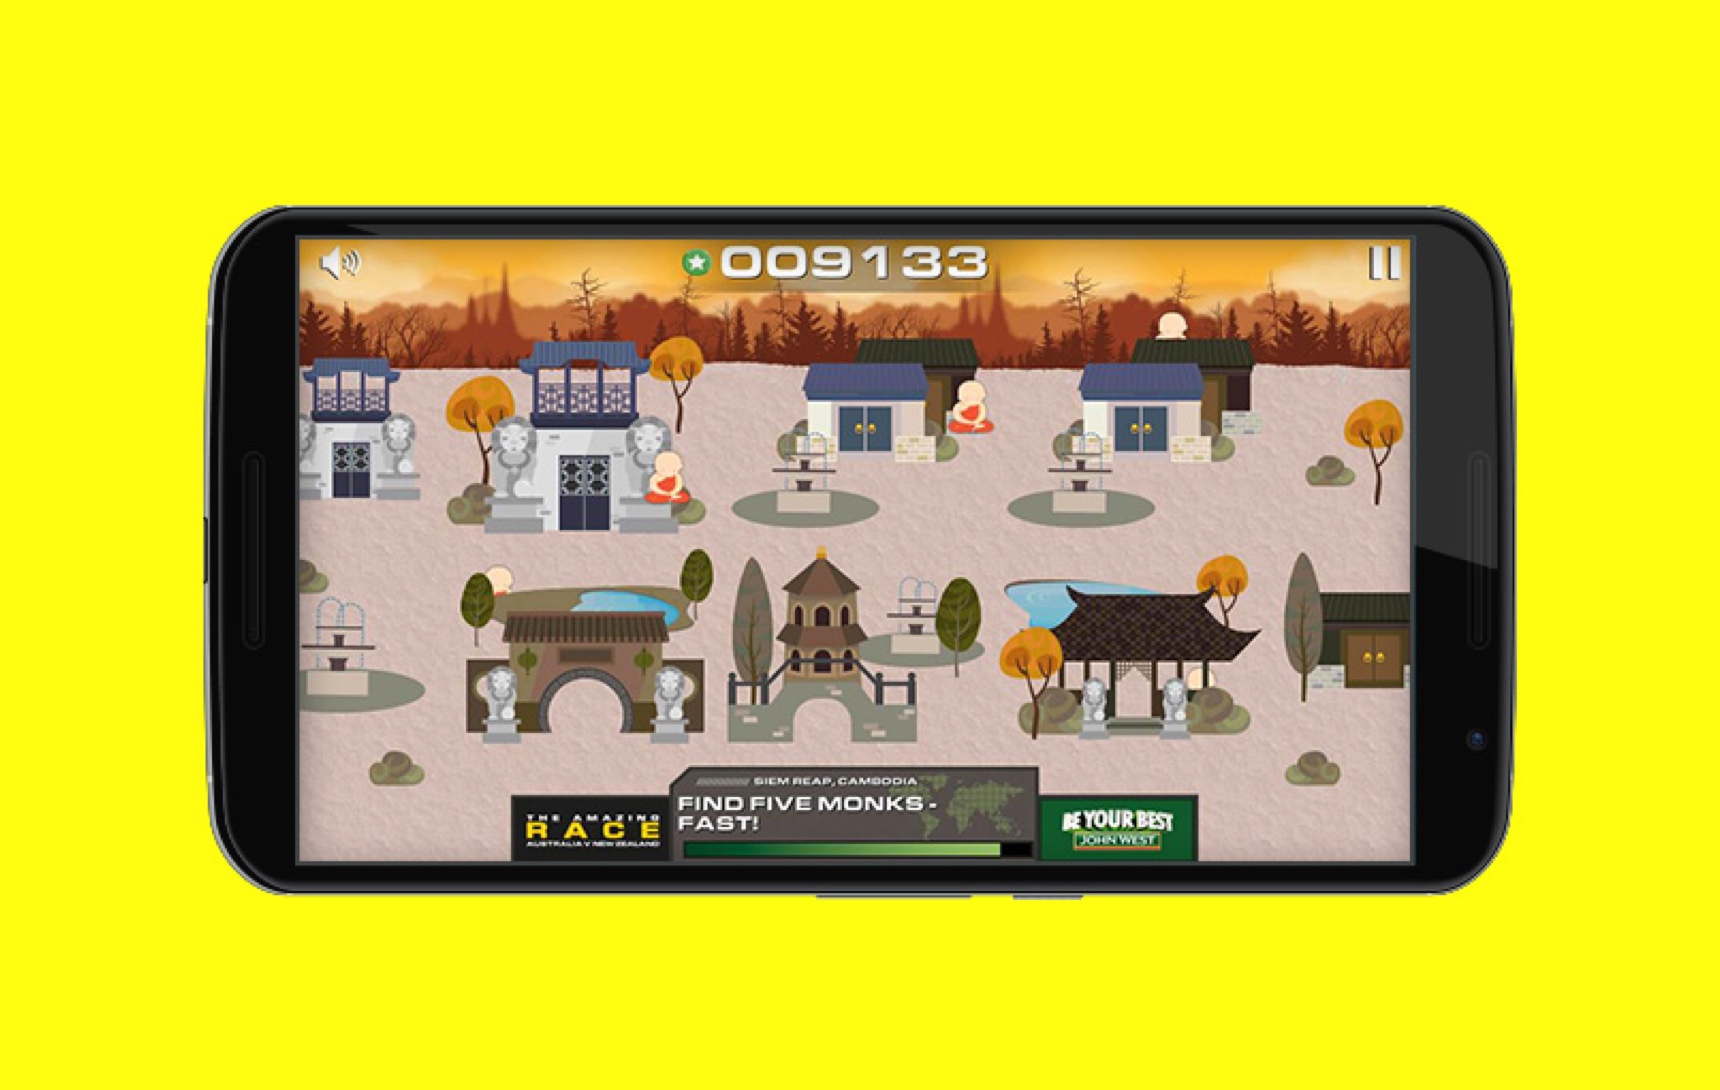 009133
SIEM REAP, CAMBODIA
FIND FIVE MONKS -
FAST!
THE AMAZING
RACE
AUSTRALIA V NEW ZEALAND
BE YOUR BEST
JOHN WEST